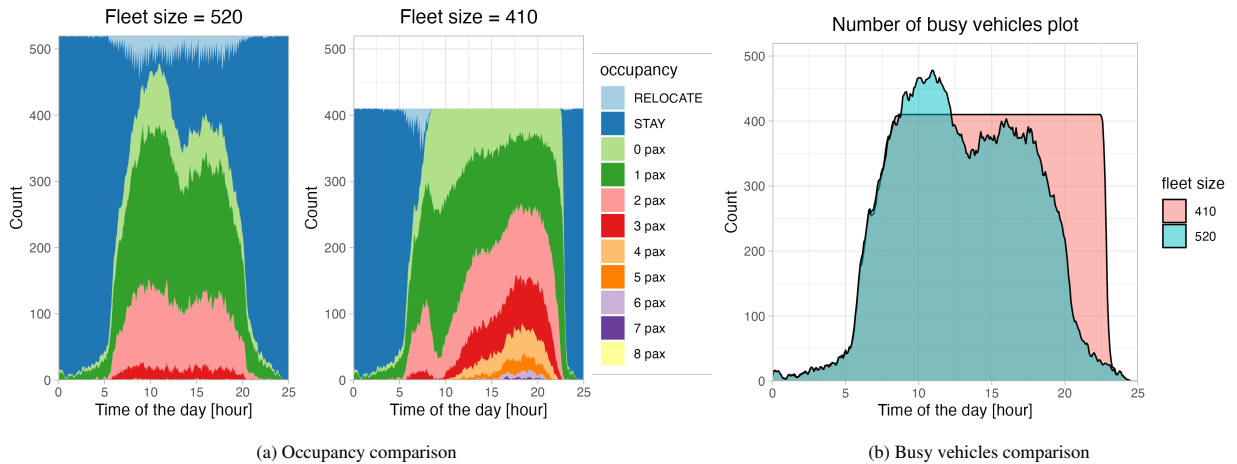 Fleet size = 520
500
400
300
200
100
0
Count
0 5 10 15 20 25
Time of the day [hour]
Fleet size = 410
500
400
300
200
100
0
Count
0 5 10 15 20 25
Time of the day [hour]
occupancy
RELOCATE
STAY
0 pax
1 pax
2 pax
3 pax
4 pax
5 pax
6 pax
7 pax
8 pax
(a) Occupancy comparison
Number of busy vehicles plot
500
400
300
200
100
0
Count
0 5 10 15 20 25
Time of the day [hour]
fleet size
410
520
(b) Busy vehicles comparison